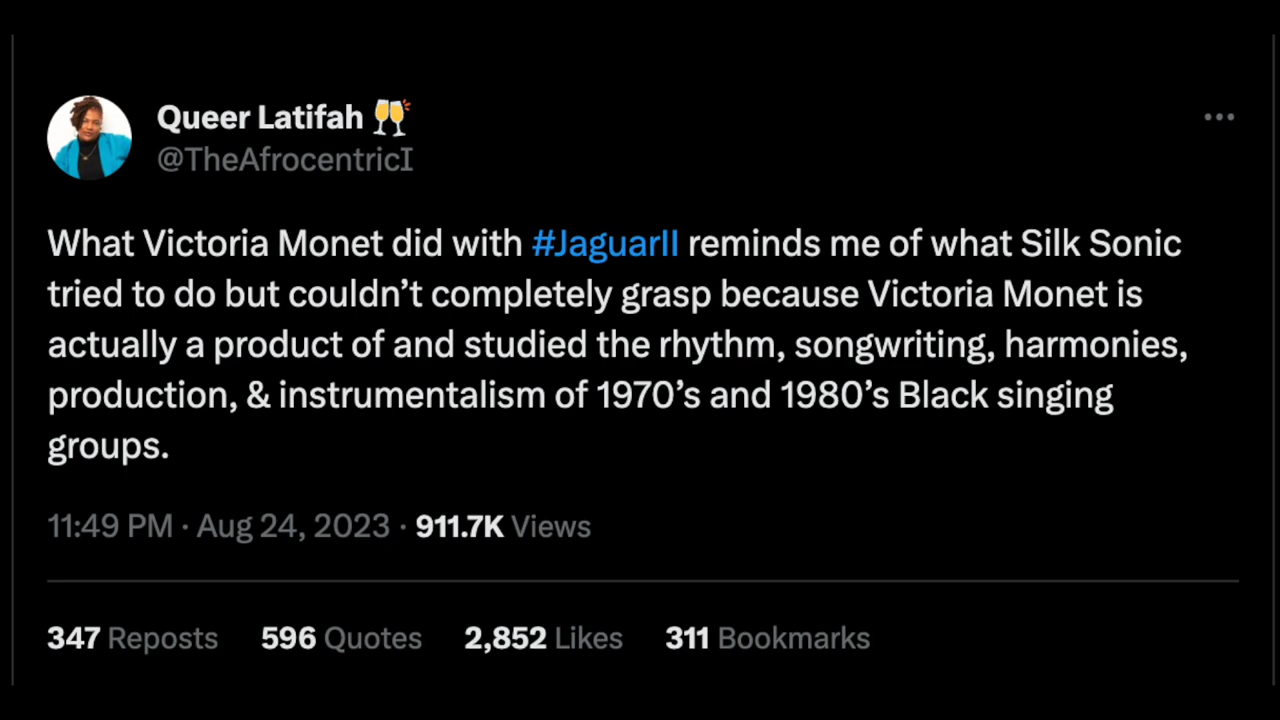 Queer Latifah 🥂
@TheAfrocentricI
What Victoria Monet did with #JaguarII reminds me of what Silk Sonic
tried to do but couldn’t completely grasp because Victoria Monet is
actually a product of and studied the rhythm, songwriting, harmonies,
production, & instrumentalism of 1970’s and 1980’s Black singing
groups.
11:49 PM · Aug 24, 2023 · 911.7K Views
347 Reposts 596 Quotes 2,852 Likes 311 Bookmarks